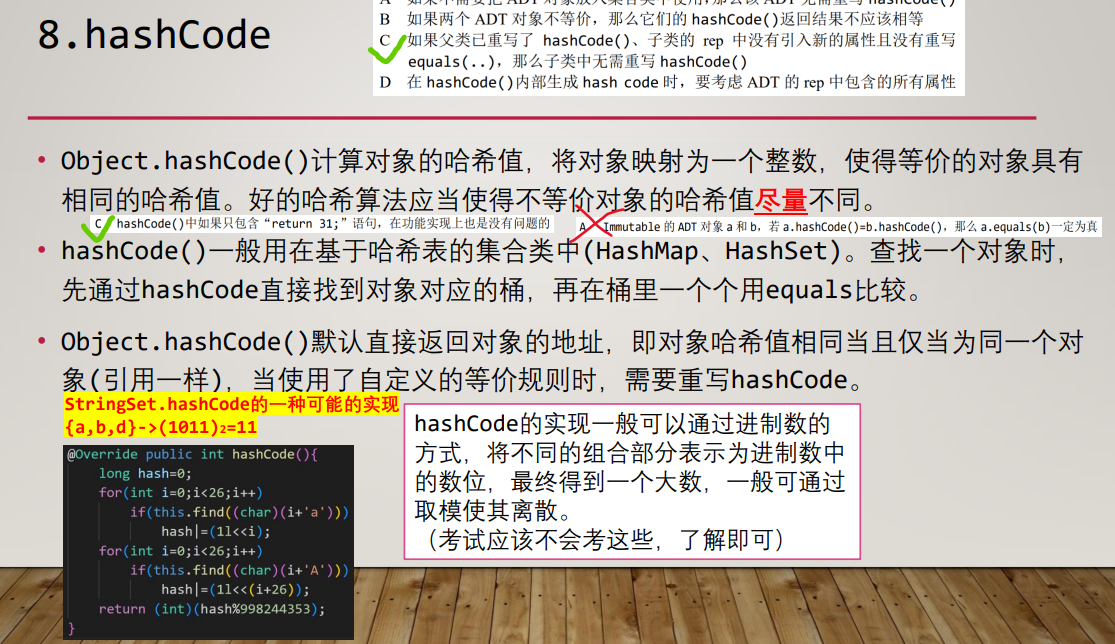 8.hashCode
A 如果不需要把 ADT 对象放入集合类中使用,那么该 ADT 无需重写 hashCode()
B 如果两个 ADT 对象不等价，那么它们的 hashCode()返回结果不应该相等
C 如果父类已重写了 hashCode()、子类的 rep 中没有引入新的属性且没有重写
equals(..)，那么子类中无需重写 hashCode()
D 在 hashCode()内部生成 hash code 时，要考虑 ADT 的 rep 中包含的所有属性
• Object.hashCode()计算对象的哈希值，将对象映射为一个整数，使得等价的对象具有
相同的哈希值。好的哈希算法应当使得不等价对象的哈希值尽量不同。
C hashCode()中如果只包含“return 31;”语句，在功能实现上也是没有问题的
A Immutable 的 ADT 对象 a 和 b，若 a.hashCode()=b.hashCode()，那么 a.equals(b)一定为真
• hashCode()一般用在基于哈希表的集合类中(HashMap、HashSet)。查找一个对象时，
先通过hashCode直接找到对象对应的桶，再在桶里一个个用equals比较。
• Object.hashCode()默认直接返回对象的地址，即对象哈希值相同当且仅当为同一个对
象(引用一样)，当使用了自定义的等价规则时，需要重写hashCode。
StringSet.hashCode的一种可能的实现
{a,b,d}->(1011)₂=11
@Override public int hashCode(){
long hash=0;
for(int i=0;i<26;i++)
if(this.find((char)(i+'a')))
hash|=(1l<<i);
for(int i=0;i<26;i++)
if(this.find((char)(i+'A')))
hash|=(1l<<(i+26));
return (int)(hash%998244353);
}
hashCode的实现一般可以通过进制数的
方式，将不同的组合部分表示为进制数中
的数位，最终得到一个大数，一般可通过
取模使其离散。
（考试应该不会考这些，了解即可）